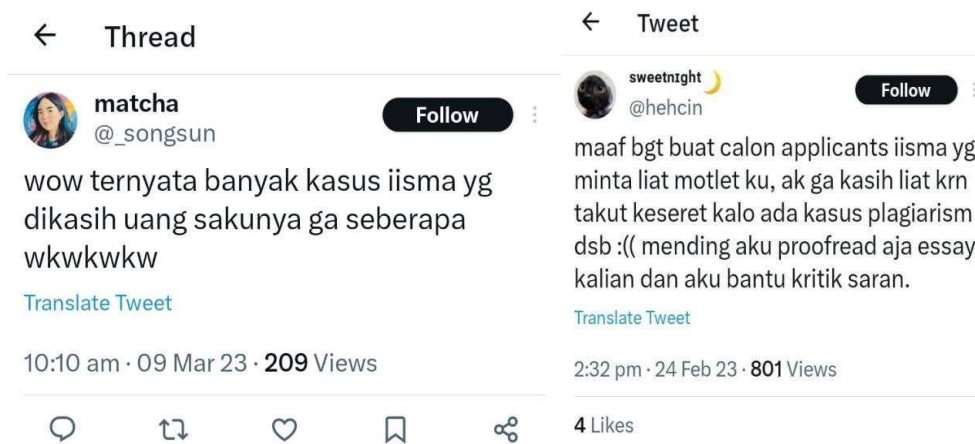 Thread
matcha
@_songsun
Follow
wow ternyata banyak kasus iisma yg
dikasih uang sakunya ga seberapa
wkwkwkw
Translate Tweet
10:10 am · 09 Mar 23 · 209 Views
Tweet
sweetnıght🌙
@hehcin
Follow
maaf bgt buat calon applicants iisma yg
minta liat motlet ku, ak ga kasih liat krn
takut keseret kalo ada kasus plagiarism
dsb :(( mending aku proofread aja essay
kalian dan aku bantu kritik saran.
Translate Tweet
2:32 pm · 24 Feb 23 · 801 Views
4 Likes